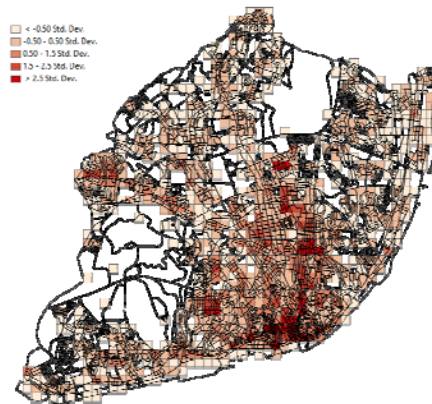 < -0.50 Std. Dev.
-0.50 - 0.50 Std. Dev.
0.50 - 1.5 Std. Dev.
1.5 - 2.5 Std. Dev.
> 2.5 Std. Dev.